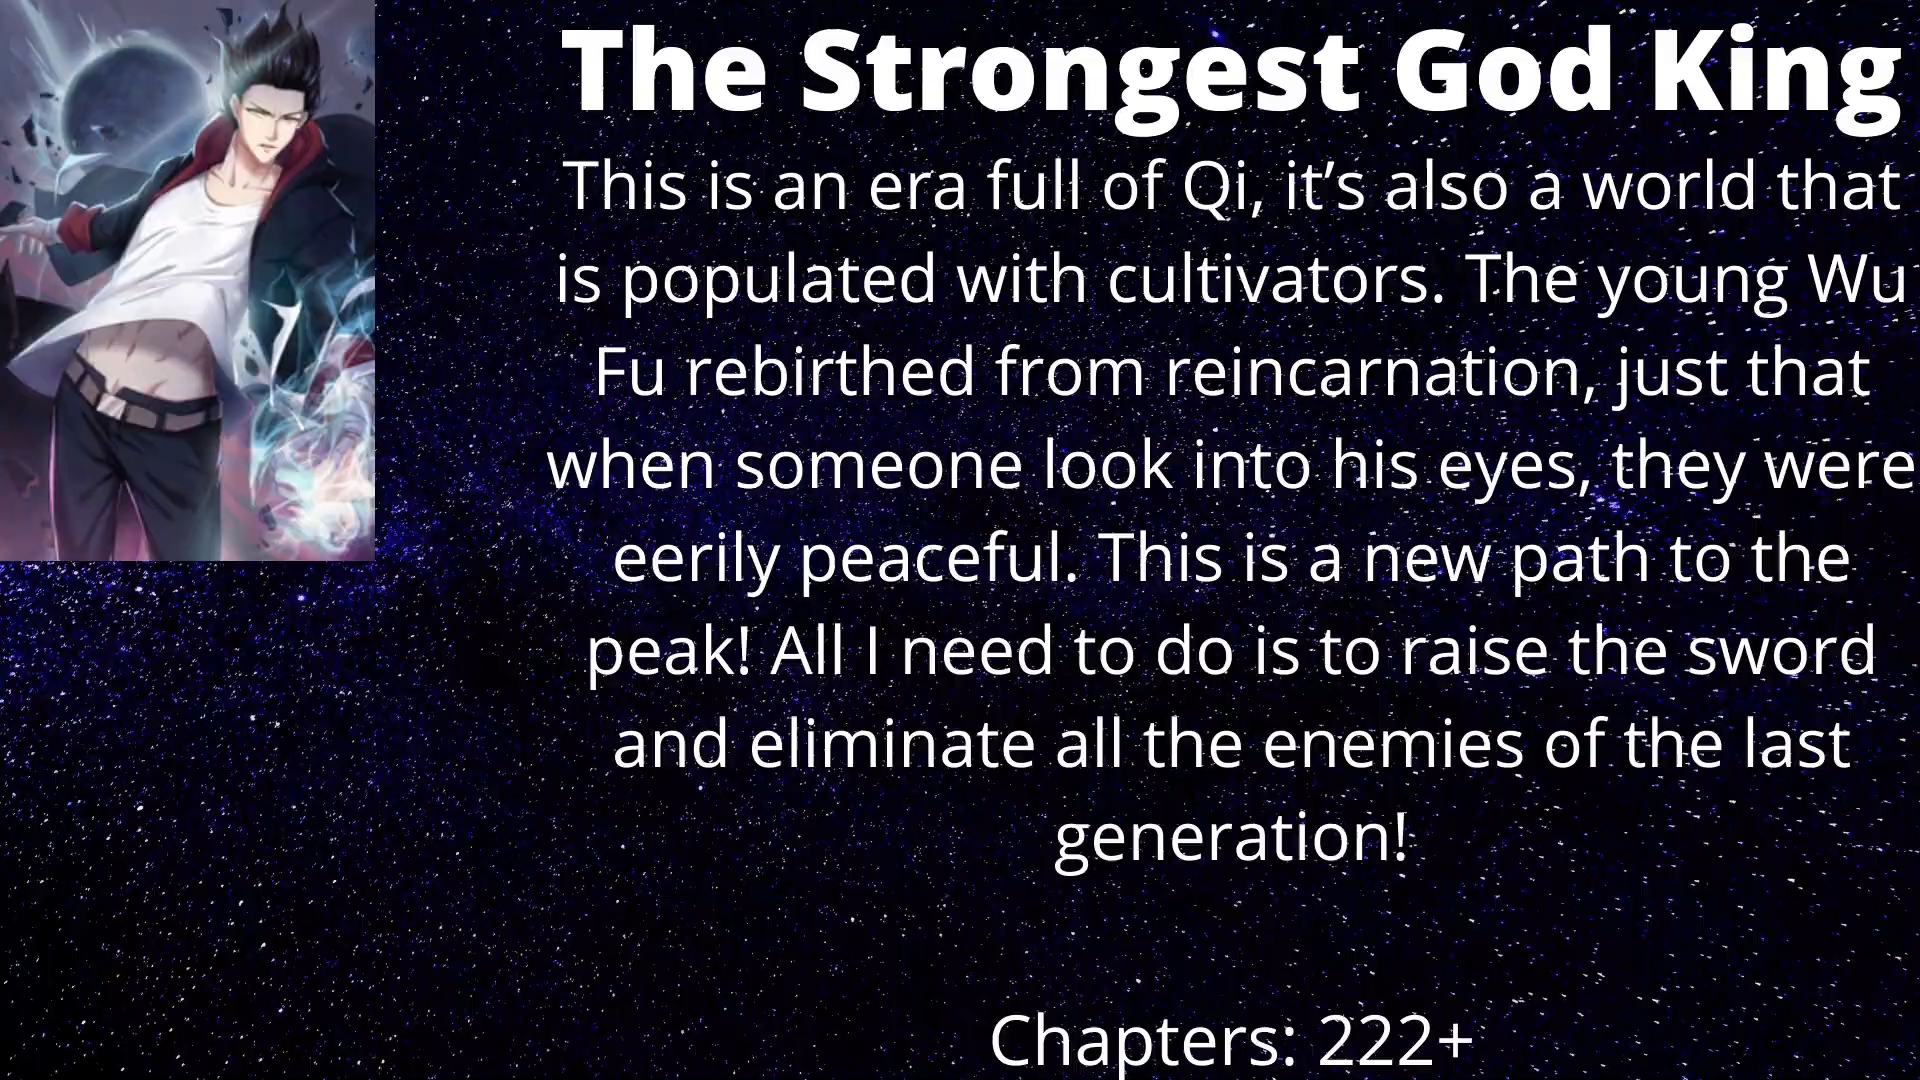 The Strongest God King
This is an era full of Qi, it’s also a world that
is populated with cultivators. The young Wu
Fu rebirthed from reincarnation, just that
when someone look into his eyes, they were
eerily peaceful. This is a new path to the
peak! All I need to do is to raise the sword
and eliminate all the enemies of the last
generation!
Chapters: 222+